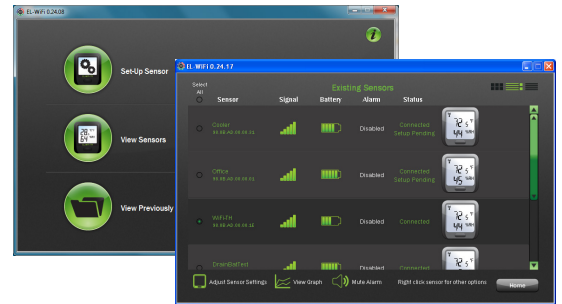 EL-WiFi 0.24.08
Set-Up Sensor
View Sensors
View Previously
EL-WiFi 0.24.17
Existing Sensors
Select
All
Sensor Signal Battery Alarm Status
Cooler
Disabled
Connected
Setup Pending
Office
Disabled
Connected
Setup Pending
WiFi-TH
Disabled
Connected
DrainBatTest
Disabled
Connected
Adjust Sensor Settings
View Graph
Mute Alarm
Right click sensor for other options
Home